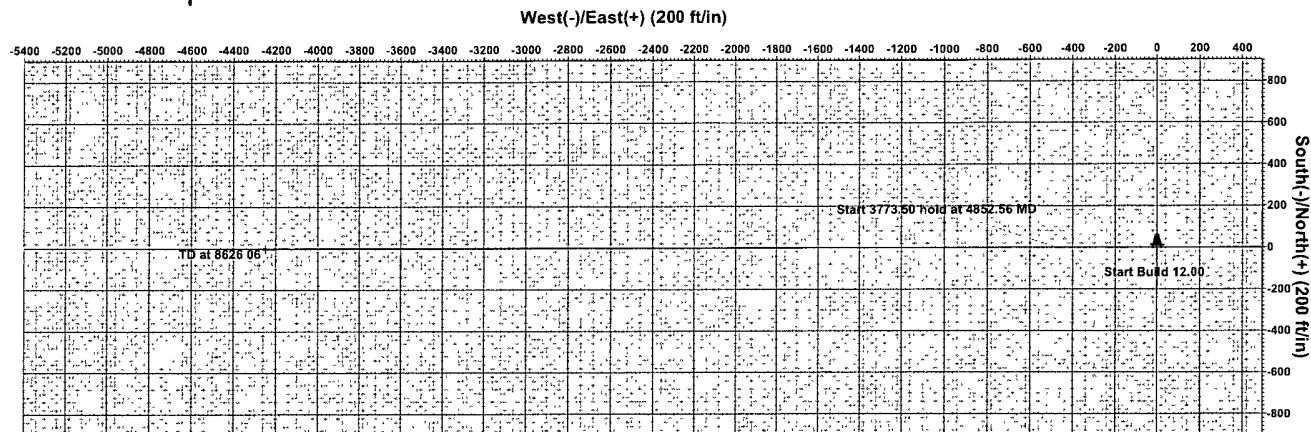 West(-)/East(+) (200 ft/in)
-5400 -5200 -5000 -4800 -4600 -4400 -4200 -4000 -3800 -3600 -3400 -3200 -3000 -2800 -2600 -2400 -2200 -2000 -1800 -1600 -1400 -1200 -1000 -800 -600 -400 -200 0 200 400
800
600
400
Start 3773.50 hold at 4852.56 MD
200
0
TD at 8626 06
Start Build 12.00
-200
-400
-600
-800
South(-)/North(+) (200 ft/in)